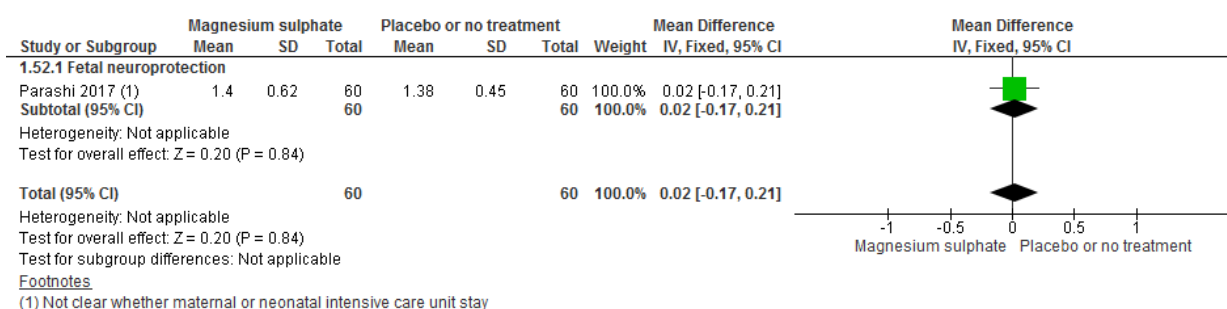 Magnesium sulphate Placebo or no treatment Mean Difference Mean Difference
Study or Subgroup Mean SD Total Mean SD Total Weight IV, Fixed, 95% CI IV, Fixed, 95% CI
1.52.1 Fetal neuroprotection
Parashi 2017 (1) 1.4 0.62 60 1.38 0.45 60 100.0% 0.02 [-0.17, 0.21]
Subtotal (95% CI) 60 60 100.0% 0.02 [-0.17, 0.21]
Heterogeneity: Not applicable
Test for overall effect: Z = 0.20 (P = 0.84)
Total (95% CI) 60 60 100.0% 0.02 [-0.17, 0.21]
Heterogeneity: Not applicable
Test for overall effect: Z = 0.20 (P = 0.84)
Test for subgroup differences: Not applicable
-1 -0.5 0 0.5 1
Magnesium sulphate Placebo or no treatment
Footnotes
(1) Not clear whether maternal or neonatal intensive care unit stay